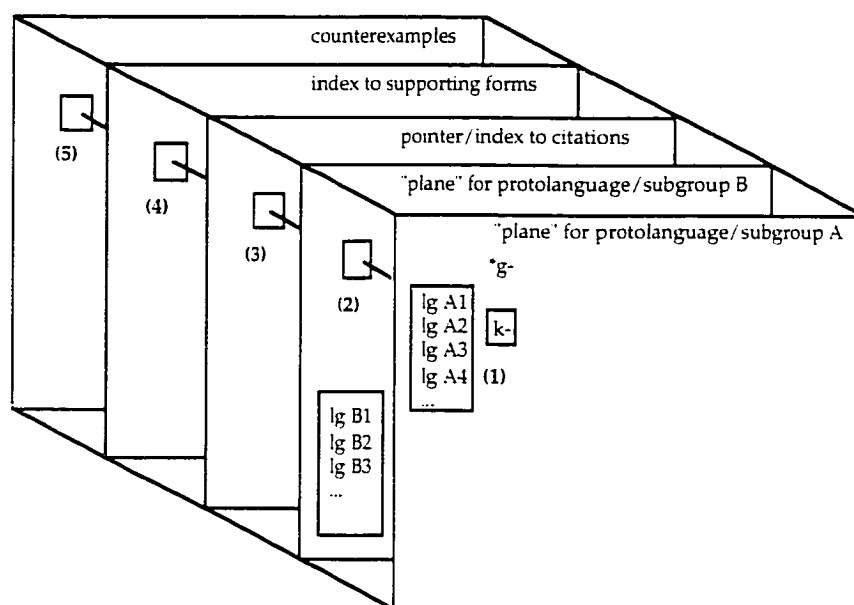 counterexamples
index to supporting forms
pointer/index to citations
"plane" for protolanguage/subgroup B
"plane" for protolanguage/subgroup A
*g-
(5)
(4)
(3)
(2)
lg A1
lg A2
lg A3
lg A4
...
k-
(1)
lg B1
lg B2
lg B3
...